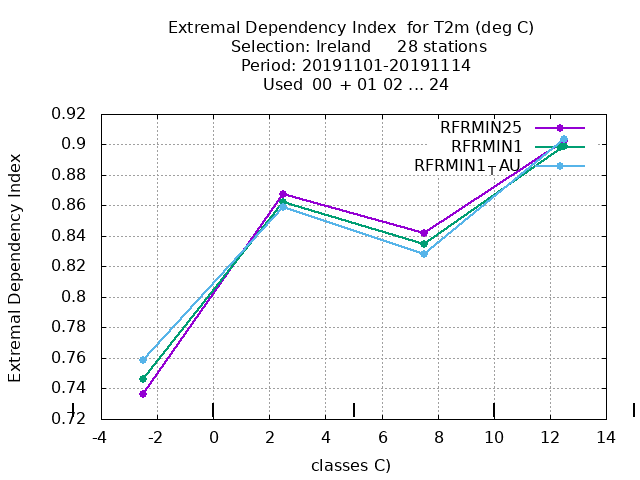 Extremal Dependency Index  for T2m (deg C)
Selection: Ireland     28 stations
Period: 20191101-20191114
Used  00  + 01 02 ... 24
RFRMIN25
RFRMIN1
RFRMIN1TAU
Extremal Dependency Index
0.92
0.9
0.88
0.86
0.84
0.82
0.8
0.78
0.76
0.74
0.72
-4
-2
0
2
4
6
8
10
12
14
classes C)